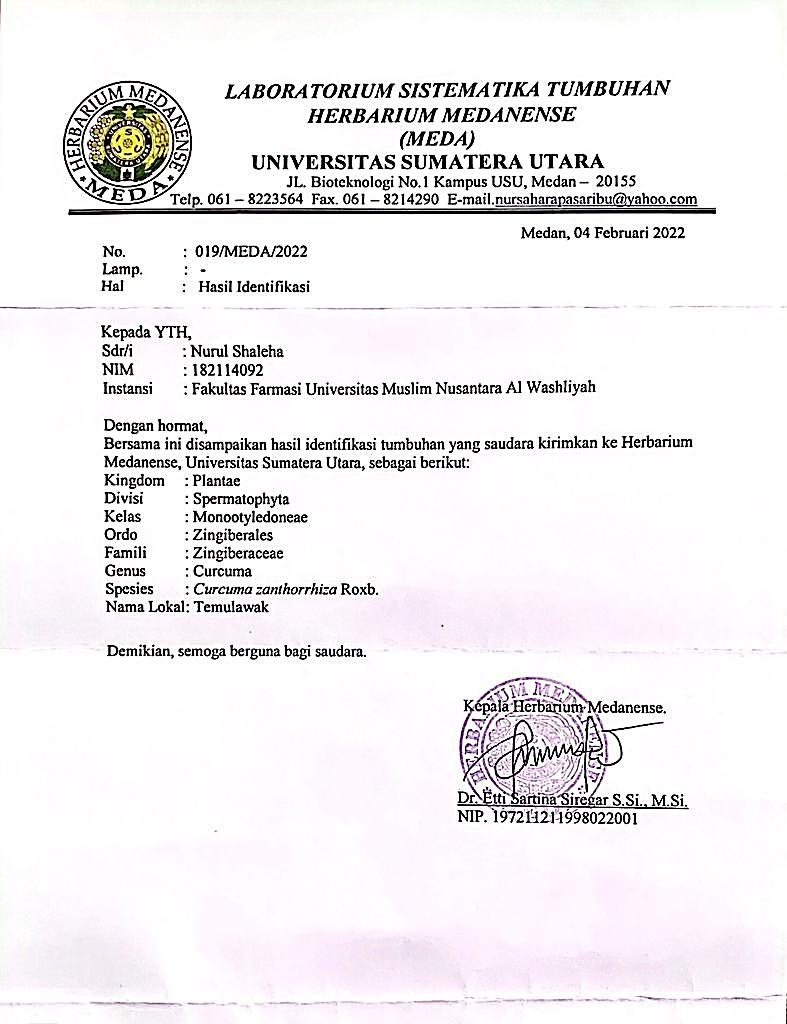 HERBARIUM MEDANENSE
MEDA
LABORATORIUM SISTEMATIKA TUMBUHAN
HERBARIUM MEDANENSE
(MEDA)
UNIVERSITAS SUMATERA UTARA
JL. Bioteknologi No.1 Kampus USU, Medan – 20155
Telp. 061 – 8223564 Fax. 061 – 8214290 E-mail.nursaharapasaribu@yahoo.com
Medan, 04 Februari 2022
No. : 019/MEDA/2022
Lamp. : -
Hal : Hasil Identifikasi
Kepada YTH,
Sdr/i : Nurul Shaleha
NIM : 182114092
Instansi : Fakultas Farmasi Universitas Muslim Nusantara Al Washliyah
Dengan hormat,
Bersama ini disampaikan hasil identifikasi tumbuhan yang saudara kirimkan ke Herbarium
Medanense, Universitas Sumatera Utara, sebagai berikut:
Kingdom : Plantae
Divisi : Spermatophyta
Kelas : Monootyledoneae
Ordo : Zingiberales
Famili : Zingiberaceae
Genus : Curcuma
Spesies : Curcuma zanthorrhiza Roxb.
Nama Lokal: Temulawak
Demikian, semoga berguna bagi saudara.
Kepala Herbarium Medanense.
Dr. Etti Sartina Siregar S.Si., M.Si.
NIP. 197211211998022001